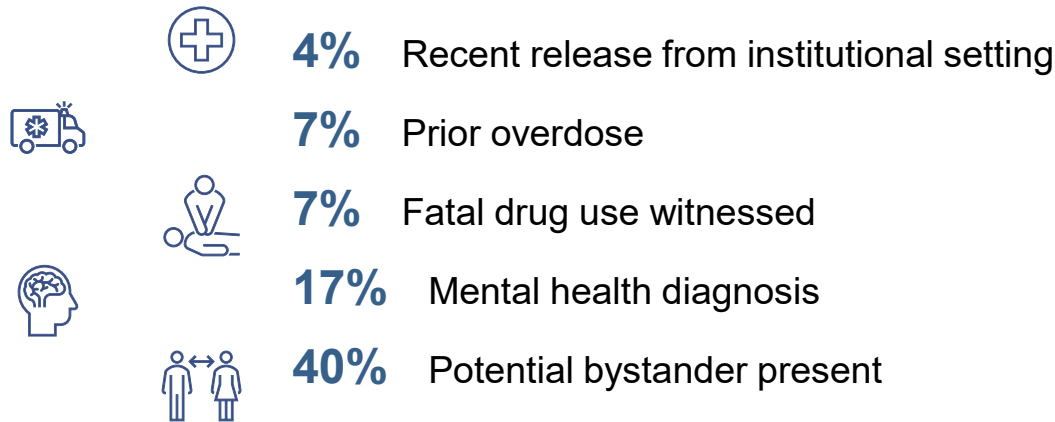 4% Recent release from institutional setting
7% Prior overdose
7% Fatal drug use witnessed
17% Mental health diagnosis
40% Potential bystander present